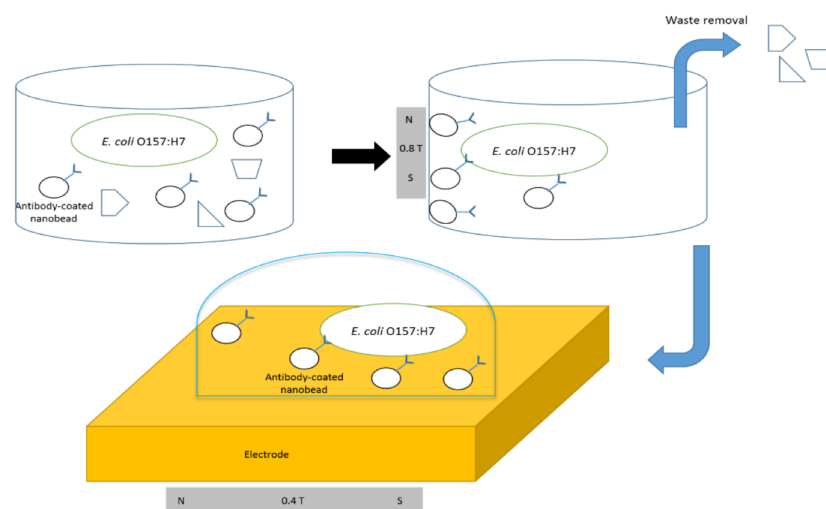 Waste removal
E. coli O157:H7
Antibody-coated
nanobead
N
0.8 T
S
E. coli O157:H7
E. coli O157:H7
Antibody-coated
nanobead
Electrode
N 0.4 T S